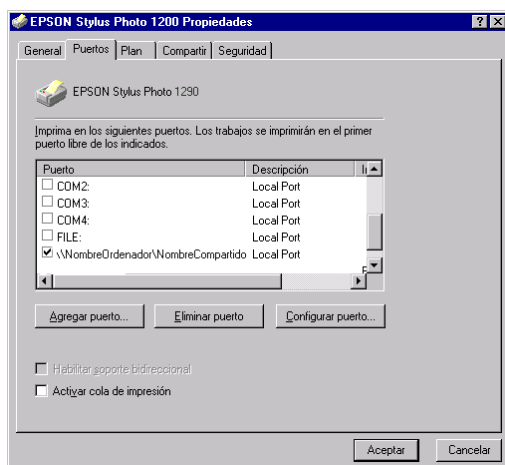 EPSON Stylus Photo 1200 Propiedades
General Puertos Plan Compartir Seguridad
EPSON Stylus Photo 1290
Imprima en los siguientes puertos. Los trabajos se imprimirán en el primer
puerto libre de los indicados.
Puerto Descripción
COM2: Local Port
COM3: Local Port
COM4: Local Port
FILE: Local Port
\\NombreOrdenador\NombreCompartido Local Port
Agregar puerto... Eliminar puerto Configurar puerto...
Habilitar soporte bidireccional
Activar cola de impresión
Aceptar Cancelar